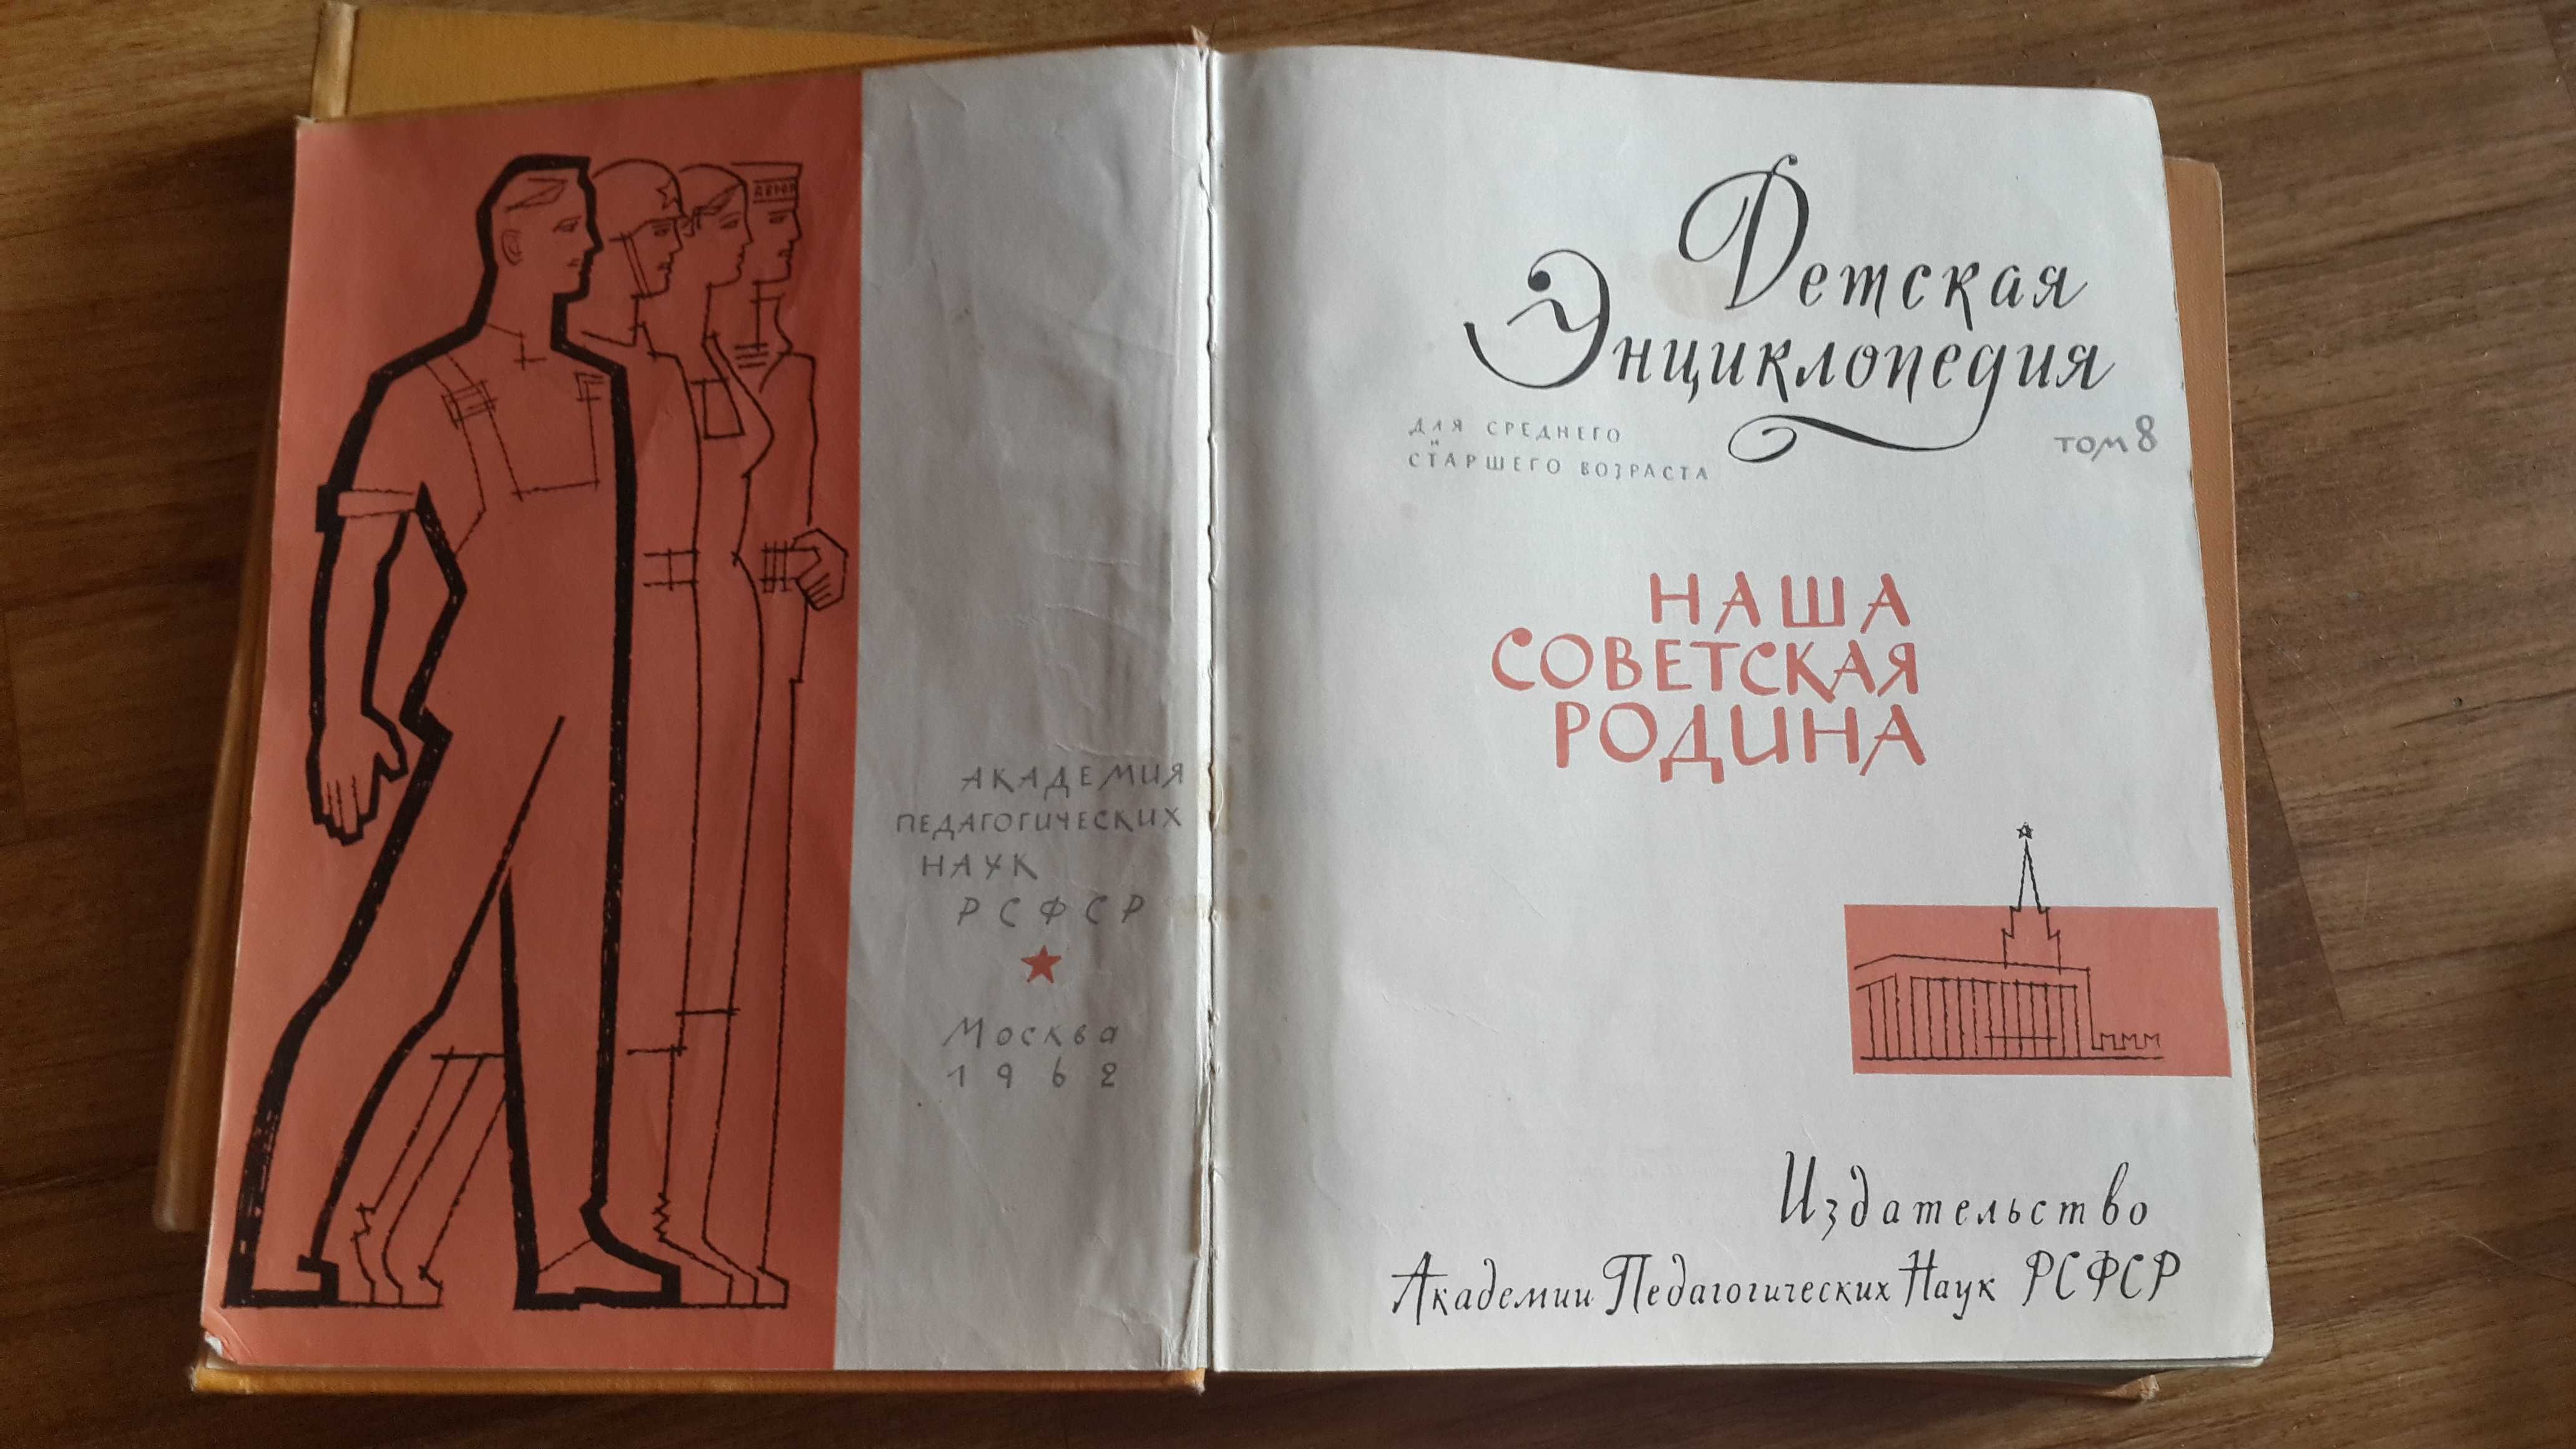 АКАДЕМИЯ
ПЕДАГОГИЧЕСКИХ
НАУК
РСФСР
Москва
1962
Детская
Энциклопедия
ДЛЯ СРЕДНЕГО
И
СТАРШЕГО ВОЗРАСТА
ТОМ 8
НАША
СОВЕТСКАЯ
РОДИНА
Издательство
Академии Педагогических Наук РСФСР